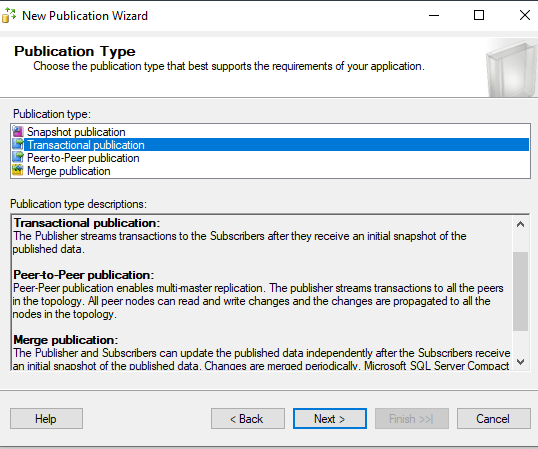 New Publication Wizard
Publication Type
Choose the publication type that best supports the requirements of your application.
Publication type:
Snapshot publication
Transactional publication
Peer-to-Peer publication
Merge publication
Publication type descriptions:
Transactional publication:
The Publisher streams transactions to the Subscribers after they receive an initial snapshot of the
published data.
Peer-to-Peer publication:
Peer-Peer publication enables multi-master replication. The publisher streams transactions to all the peers
in the topology. All peer nodes can read and write changes and the changes are propagated to all the
nodes in the topology.
Merge publication:
The Publisher and Subscribers can update the published data independently after the Subscribers receive
an initial snapshot of the published data. Changes are merged periodically. Microsoft SQL Server Compact
Help
< Back
Next >
Finish >>|
Cancel